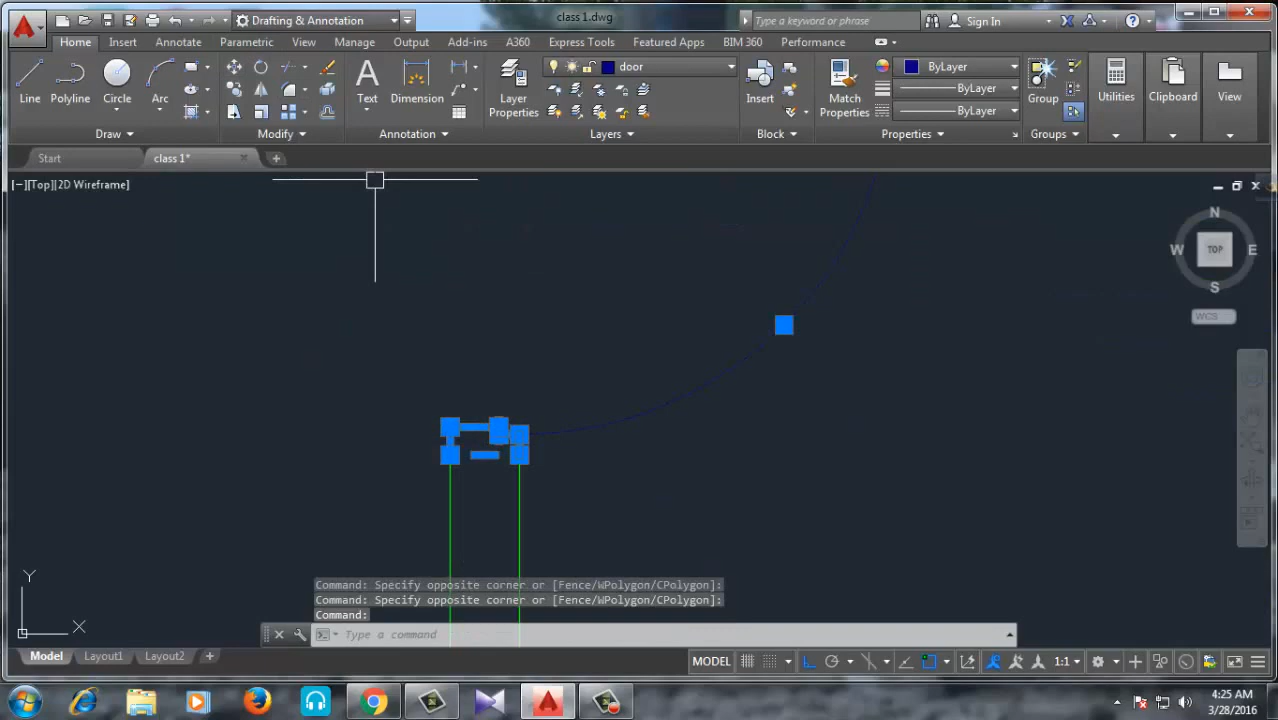 Drafting & Annotation
class 1.dwg
Type a keyword or phrase
Sign In
Home
Insert
Annotate
Parametric
View
Manage
Output
Add-ins
A360
Express Tools
Featured Apps
BIM 360
Performance
door
ByLayer
Line
Polyline
Circle
Arc
Text
Dimension
Layer
Properties
Insert
Match
Properties
ByLayer
ByLayer
Group
Utilities
Clipboard
View
Draw
Modify
Annotation
Layers
Block
Properties
Groups
Start
class 1*
[−][Top][2D Wireframe]
N
W
TOP
E
S
WCS
Y
X
Command: Specify opposite corner or [Fence/WPolygon/CPolygon]:
Command: Specify opposite corner or [Fence/WPolygon/CPolygon]:
Command:
Type a command
Model
Layout1
Layout2
MODEL
1:1
4:25 AM
3/28/2016